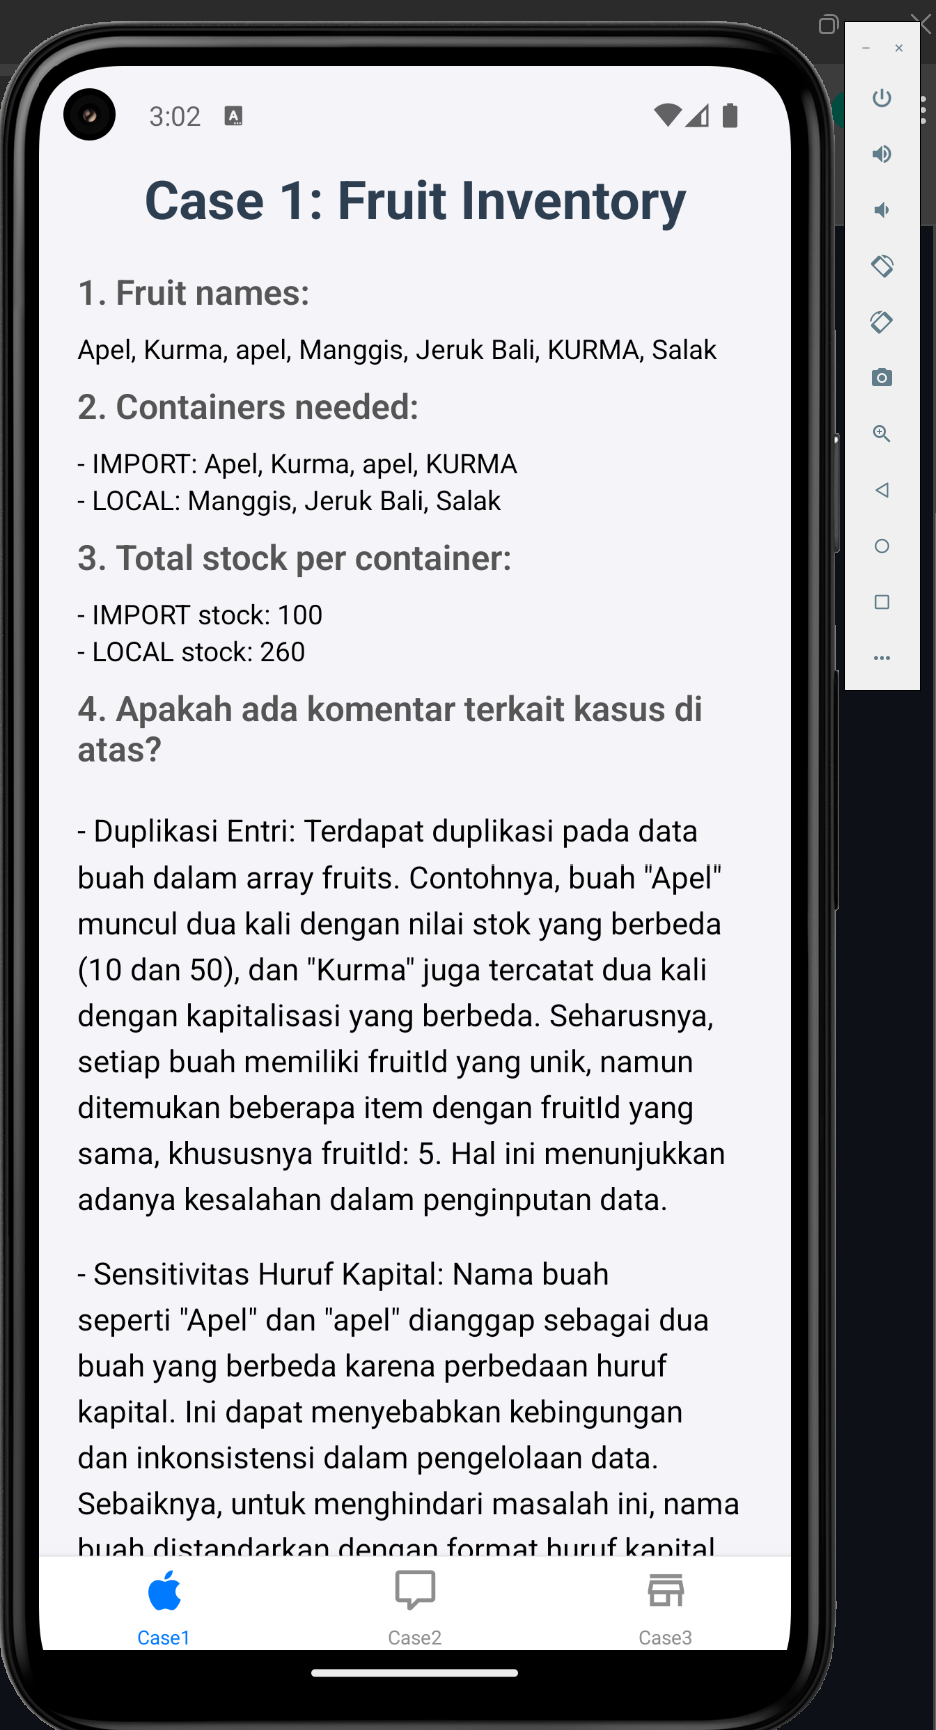 3:02
Case 1: Fruit Inventory
1. Fruit names:
Apel, Kurma, apel, Manggis, Jeruk Bali, KURMA, Salak
2. Containers needed:
- IMPORT: Apel, Kurma, apel, KURMA
- LOCAL: Manggis, Jeruk Bali, Salak
3. Total stock per container:
- IMPORT stock: 100
- LOCAL stock: 260
4. Apakah ada komentar terkait kasus di
atas?
- Duplikasi Entri: Terdapat duplikasi pada data
buah dalam array fruits. Contohnya, buah "Apel"
muncul dua kali dengan nilai stok yang berbeda
(10 dan 50), dan "Kurma" juga tercatat dua kali
dengan kapitalisasi yang berbeda. Seharusnya,
setiap buah memiliki fruitId yang unik, namun
ditemukan beberapa item dengan fruitId yang
sama, khususnya fruitId: 5. Hal ini menunjukkan
adanya kesalahan dalam penginputan data.
- Sensitivitas Huruf Kapital: Nama buah
seperti "Apel" dan "apel" dianggap sebagai dua
buah yang berbeda karena perbedaan huruf
kapital. Ini dapat menyebabkan kebingungan
dan inkonsistensi dalam pengelolaan data.
Sebaiknya, untuk menghindari masalah ini, nama
buah distandarkan dengan format huruf kapital
Case1
Case2
Case3